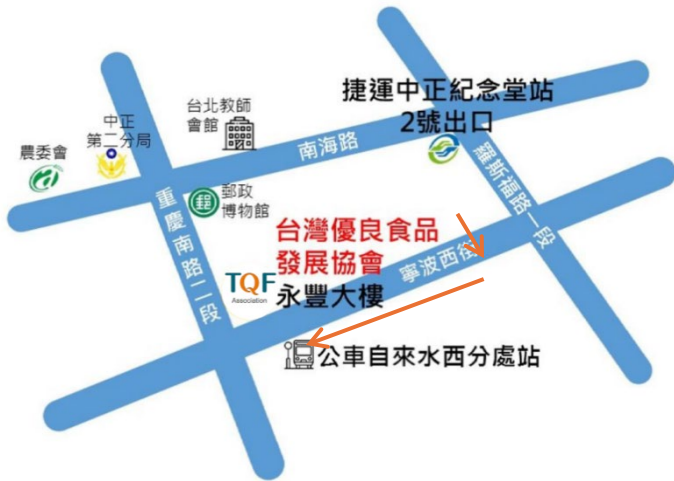 捷運中正紀念堂站
2號出口
台北教師
會館
中正
第二分局
農委會
南海路
羅斯福路一段
重慶南路二段
郵
郵政
博物館
台灣優良食品
發展協會
永豐大樓
TQF
Association
寧波西街
公車自來水西分處站